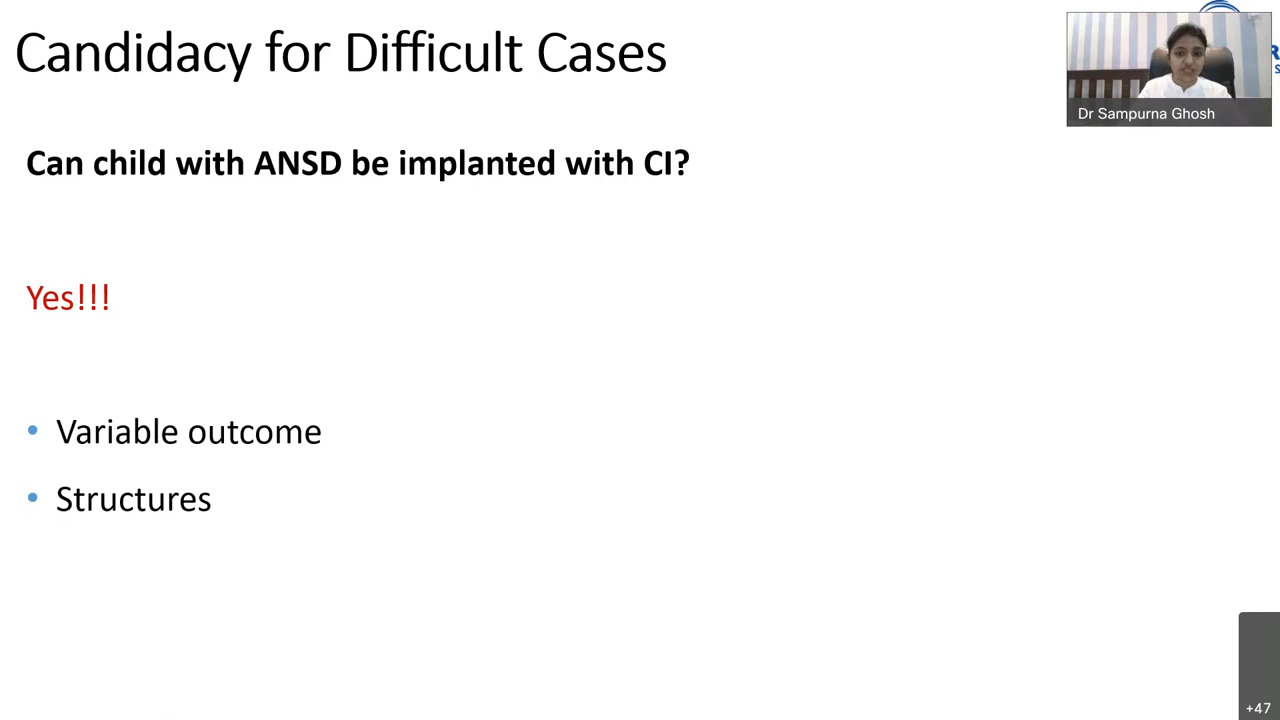 Candidacy for Difficult Cases
Dr Sampurna Ghosh
Can child with ANSD be implanted with CI?
Yes!!!
• Variable outcome
• Structures
+47